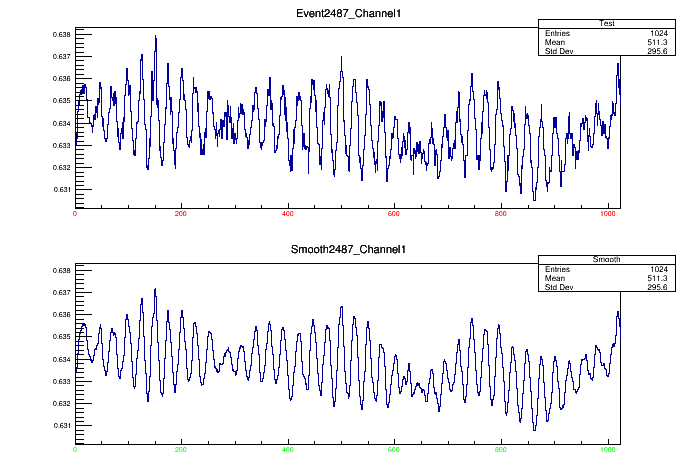 Event2487_Channel1
Test
Entries 1024
Mean 511.3
Std Dev 295.6
0.638
0.637
0.636
0.635
0.634
0.633
0.632
0.631
0 200 400 600 800 1000
Smooth2487_Channel1
Smooth
Entries 1024
Mean 511.3
Std Dev 295.6
0.638
0.637
0.636
0.635
0.634
0.633
0.632
0.631
0 200 400 600 800 1000